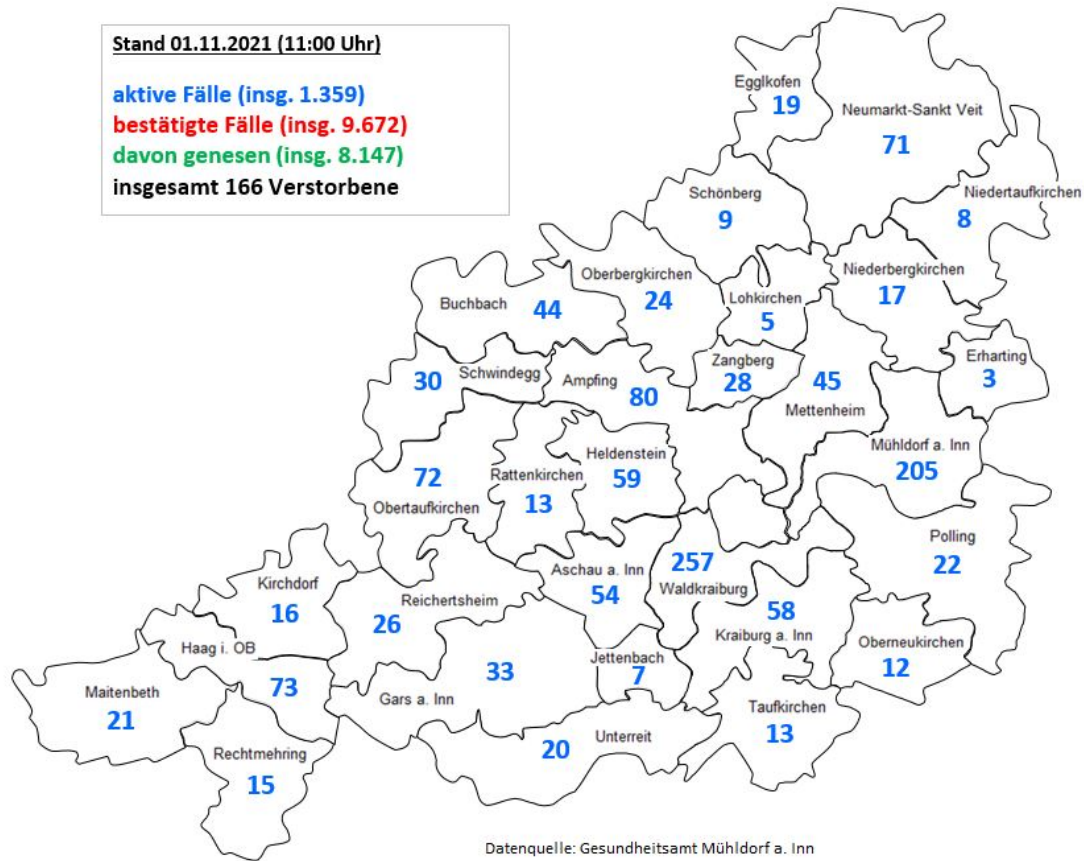 Stand 01.11.2021 (11:00 Uhr)
aktive Fälle (insg. 1.359)
bestätigte Fälle (insg. 9.672)
davon genesen (insg. 8.147)
insgesamt 166 Verstorbene
Egglkofen
19
Neumarkt-Sankt Veit
71
Schönberg
9
Niedertaufkirchen
8
Oberbergkirchen
24
Niederbergkirchen
17
Buchbach
44
Lohkirchen
5
Erharting
3
Schwindegg
30
Ampfing
80
Zangberg
28
45
Mettenheim
Mühldorf a. Inn
205
72
Obertaufkirchen
Rattenkirchen
13
Heldenstein
59
Polling
22
Aschau a. Inn
54
257
Waldkraiburg
Kirchdorf
16
Reichertsheim
26
58
Kraiburg a. Inn
Oberneukirchen
12
Haag i. OB
73
33
Gars a. Inn
Jettenbach
7
Maitenbeth
21
Taufkirchen
13
Rechtmehring
15
Unterreit
20
Datenquelle: Gesundheitsamt Mühldorf a. Inn